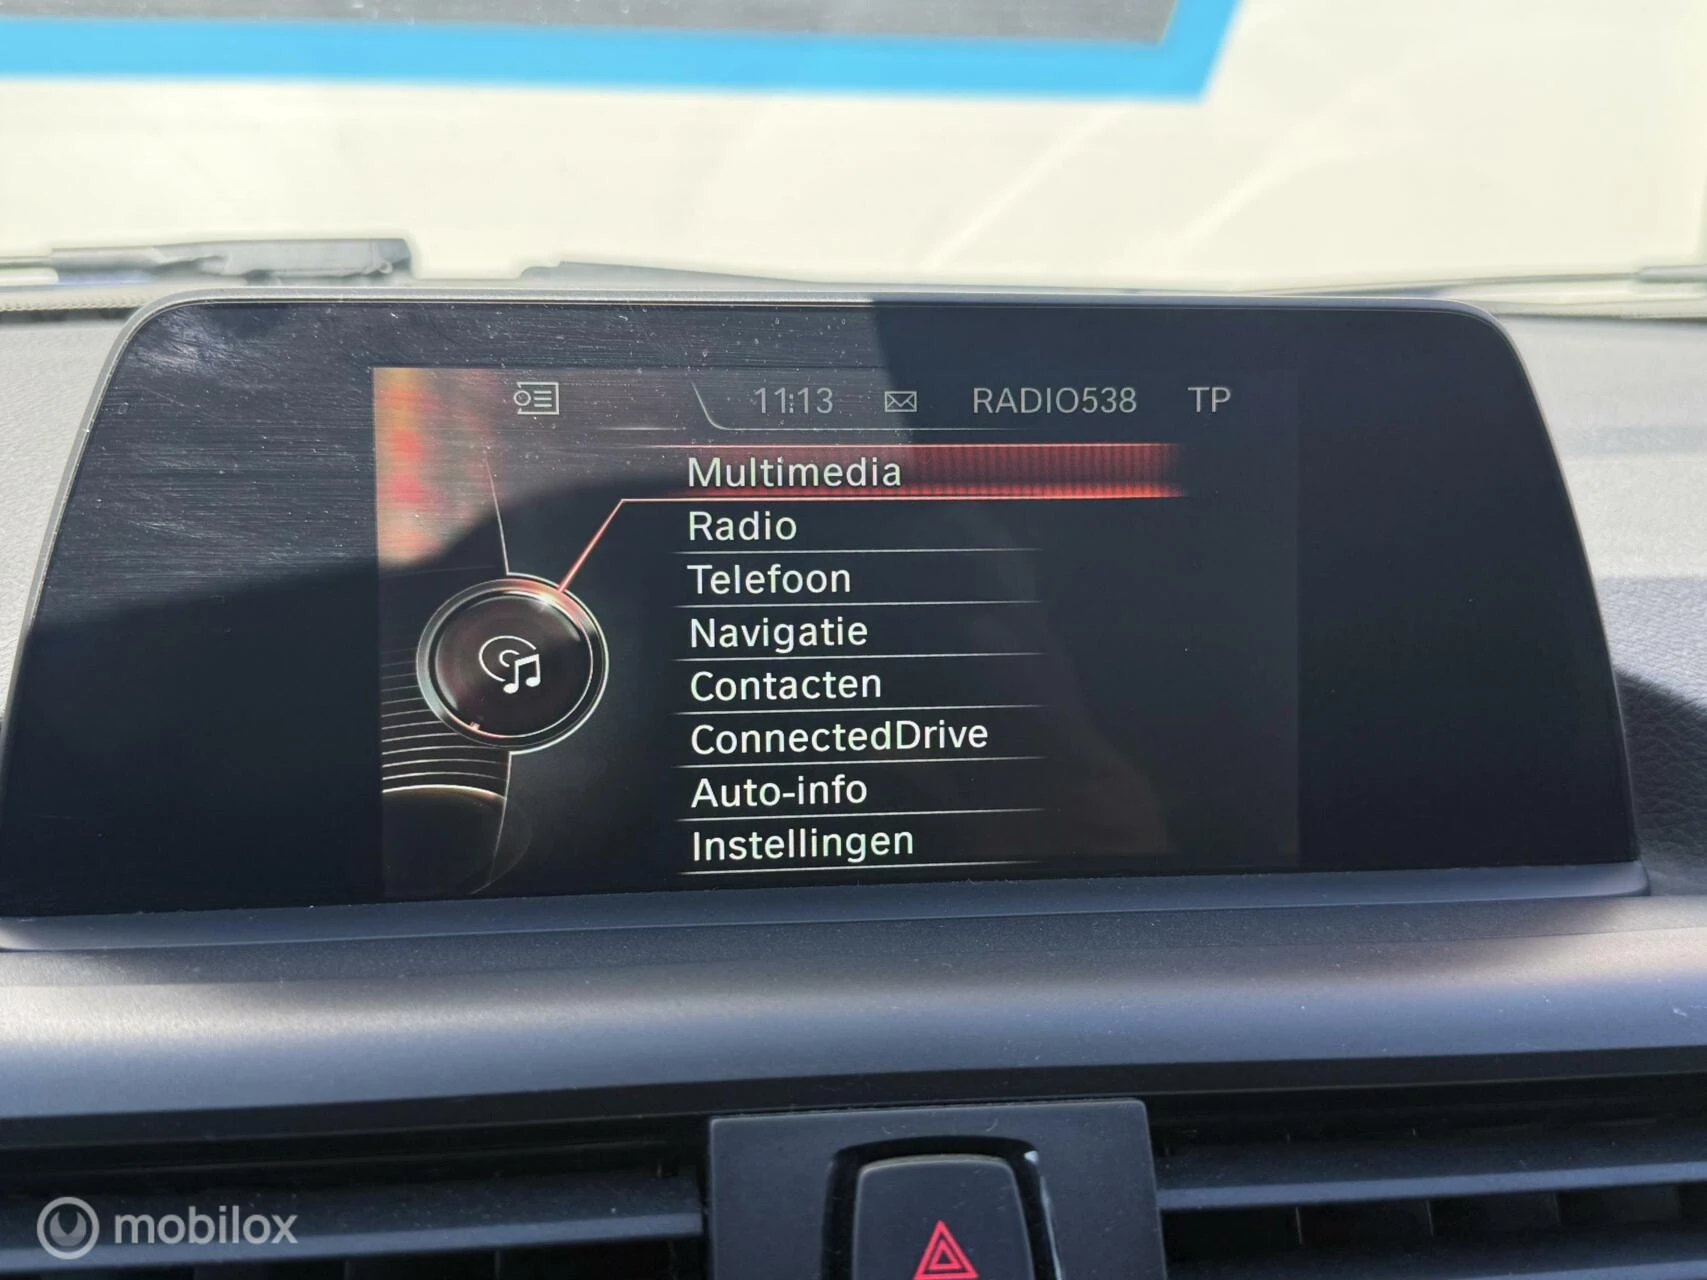 11:13 RADIO538 TP
Multimedia
Radio
Telefoon
Navigatie
Contacten
ConnectedDrive
Auto-info
Instellingen
mobilox